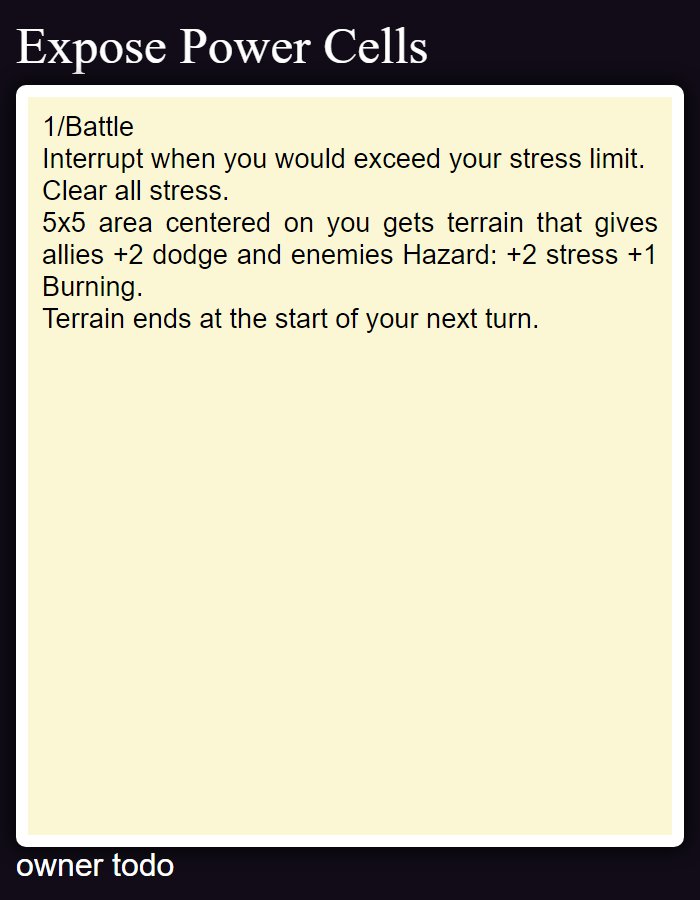 Expose Power Cells
1/Battle
Interrupt when you would exceed your stress limit.
Clear all stress.
5x5 area centered on you gets terrain that gives
allies +2 dodge and enemies Hazard: +2 stress +1
Burning.
Terrain ends at the start of your next turn.
owner todo